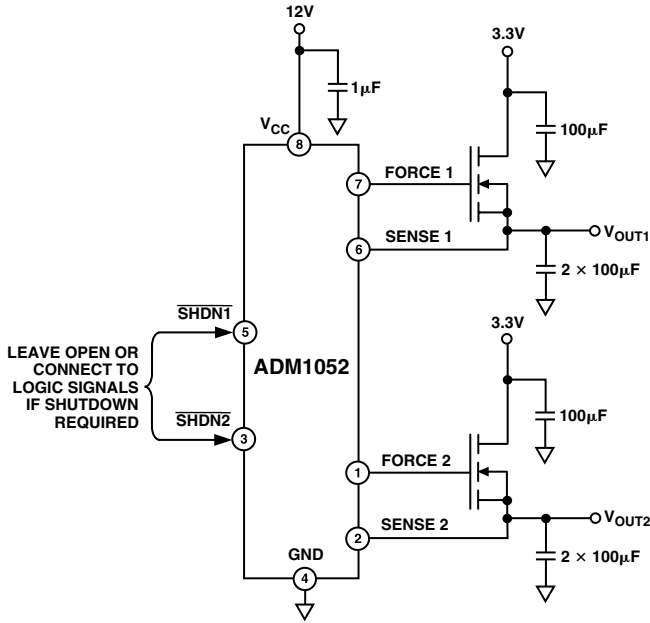 12V
1μF
VCC
8
3.3V
100μF
7
FORCE 1
6
SENSE 1
VOUT1
2 × 100μF
SHDN1
5
LEAVE OPEN OR
CONNECT TO
LOGIC SIGNALS
IF SHUTDOWN
REQUIRED
ADM1052
SHDN2
3
3.3V
100μF
1
FORCE 2
2
SENSE 2
VOUT2
2 × 100μF
GND
4